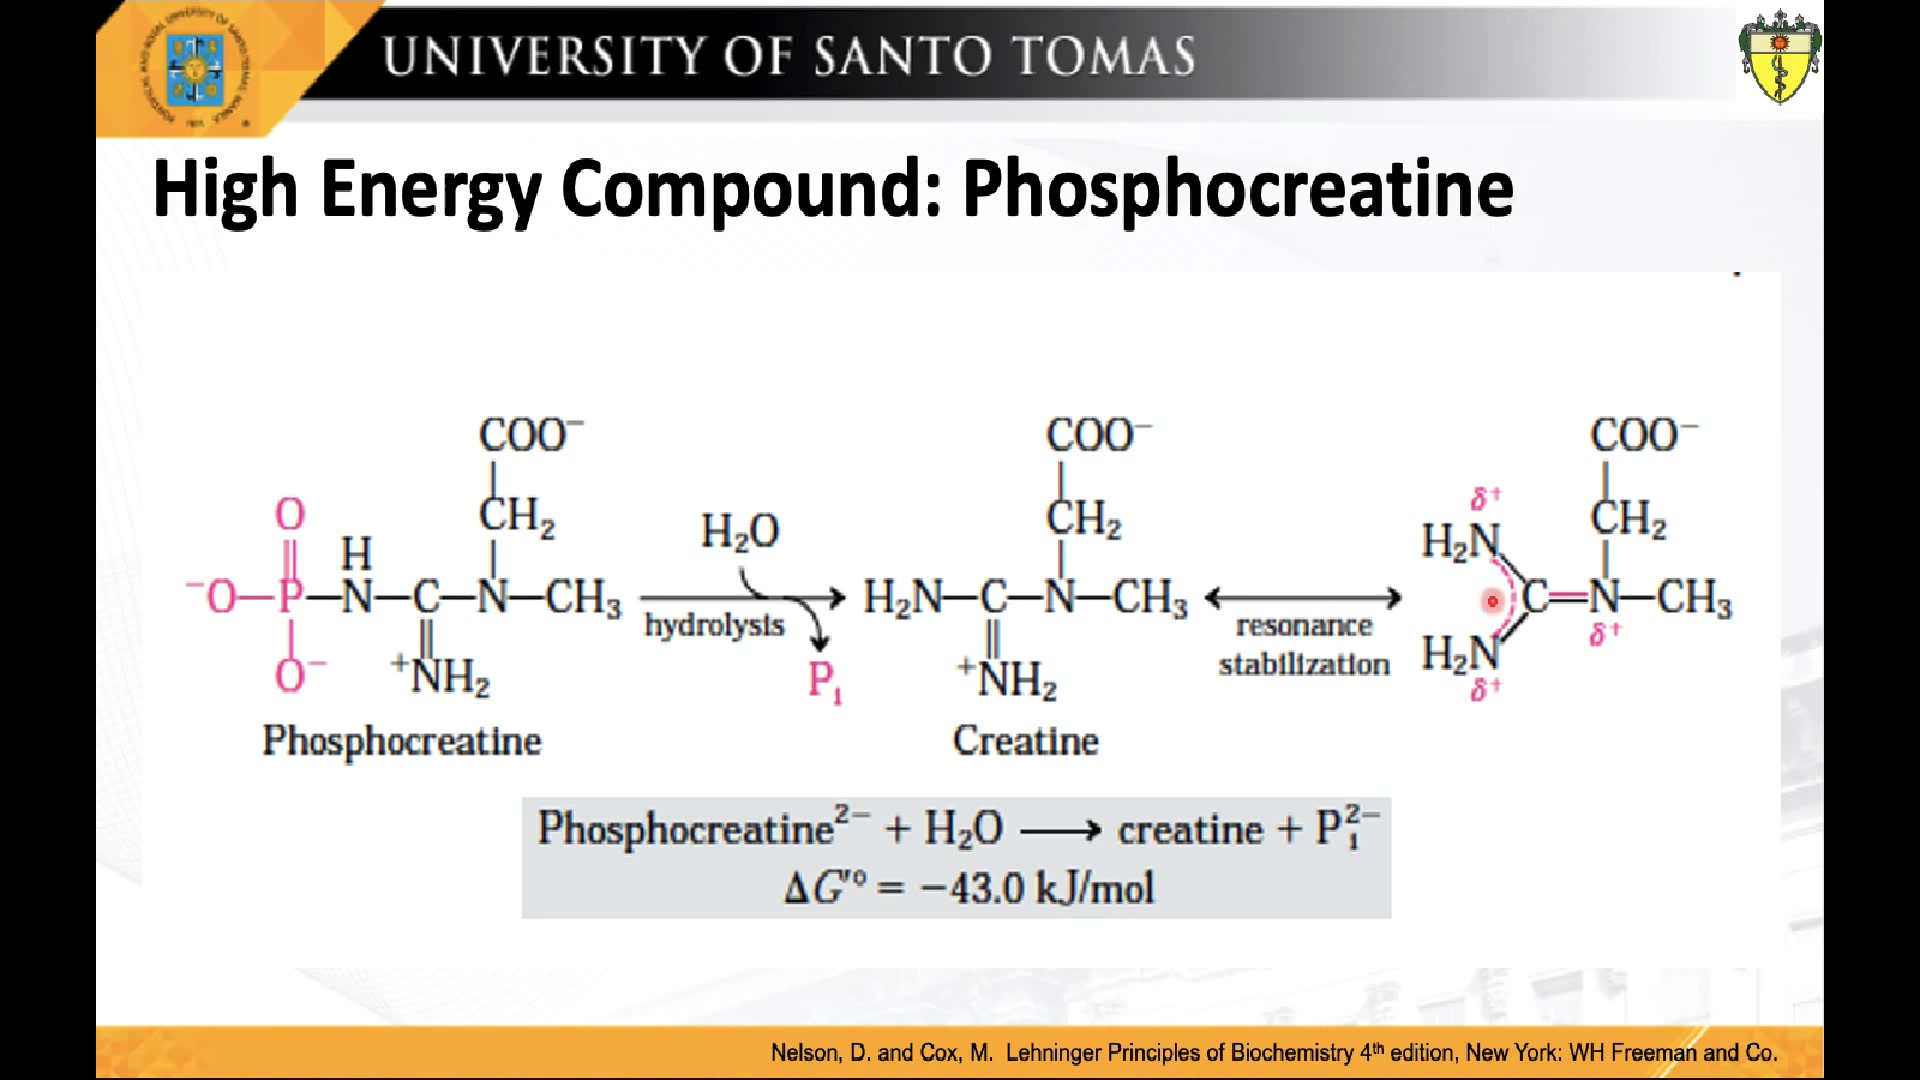 UNIVERSITY OF SANTO TOMAS
High Energy Compound: Phosphocreatine
COO⁻
CH₂
O
H
⁻O—P—N—C—N—CH₃
O⁻
⁺NH₂
Phosphocreatine
H₂O
hydrolysis
Pᵢ
COO⁻
CH₂
H₂N—C—N—CH₃
⁺NH₂
Creatine
resonance
stabilization
COO⁻
CH₂
δ⁺
H₂N
C=N—CH₃
δ⁺
H₂N
δ⁺
Phosphocreatine²⁻ + H₂O ⟶ creatine + Pᵢ²⁻
ΔG′° = −43.0 kJ/mol
Nelson, D. and Cox, M. Lehninger Principles of Biochemistry 4th edition, New York: WH Freeman and Co.